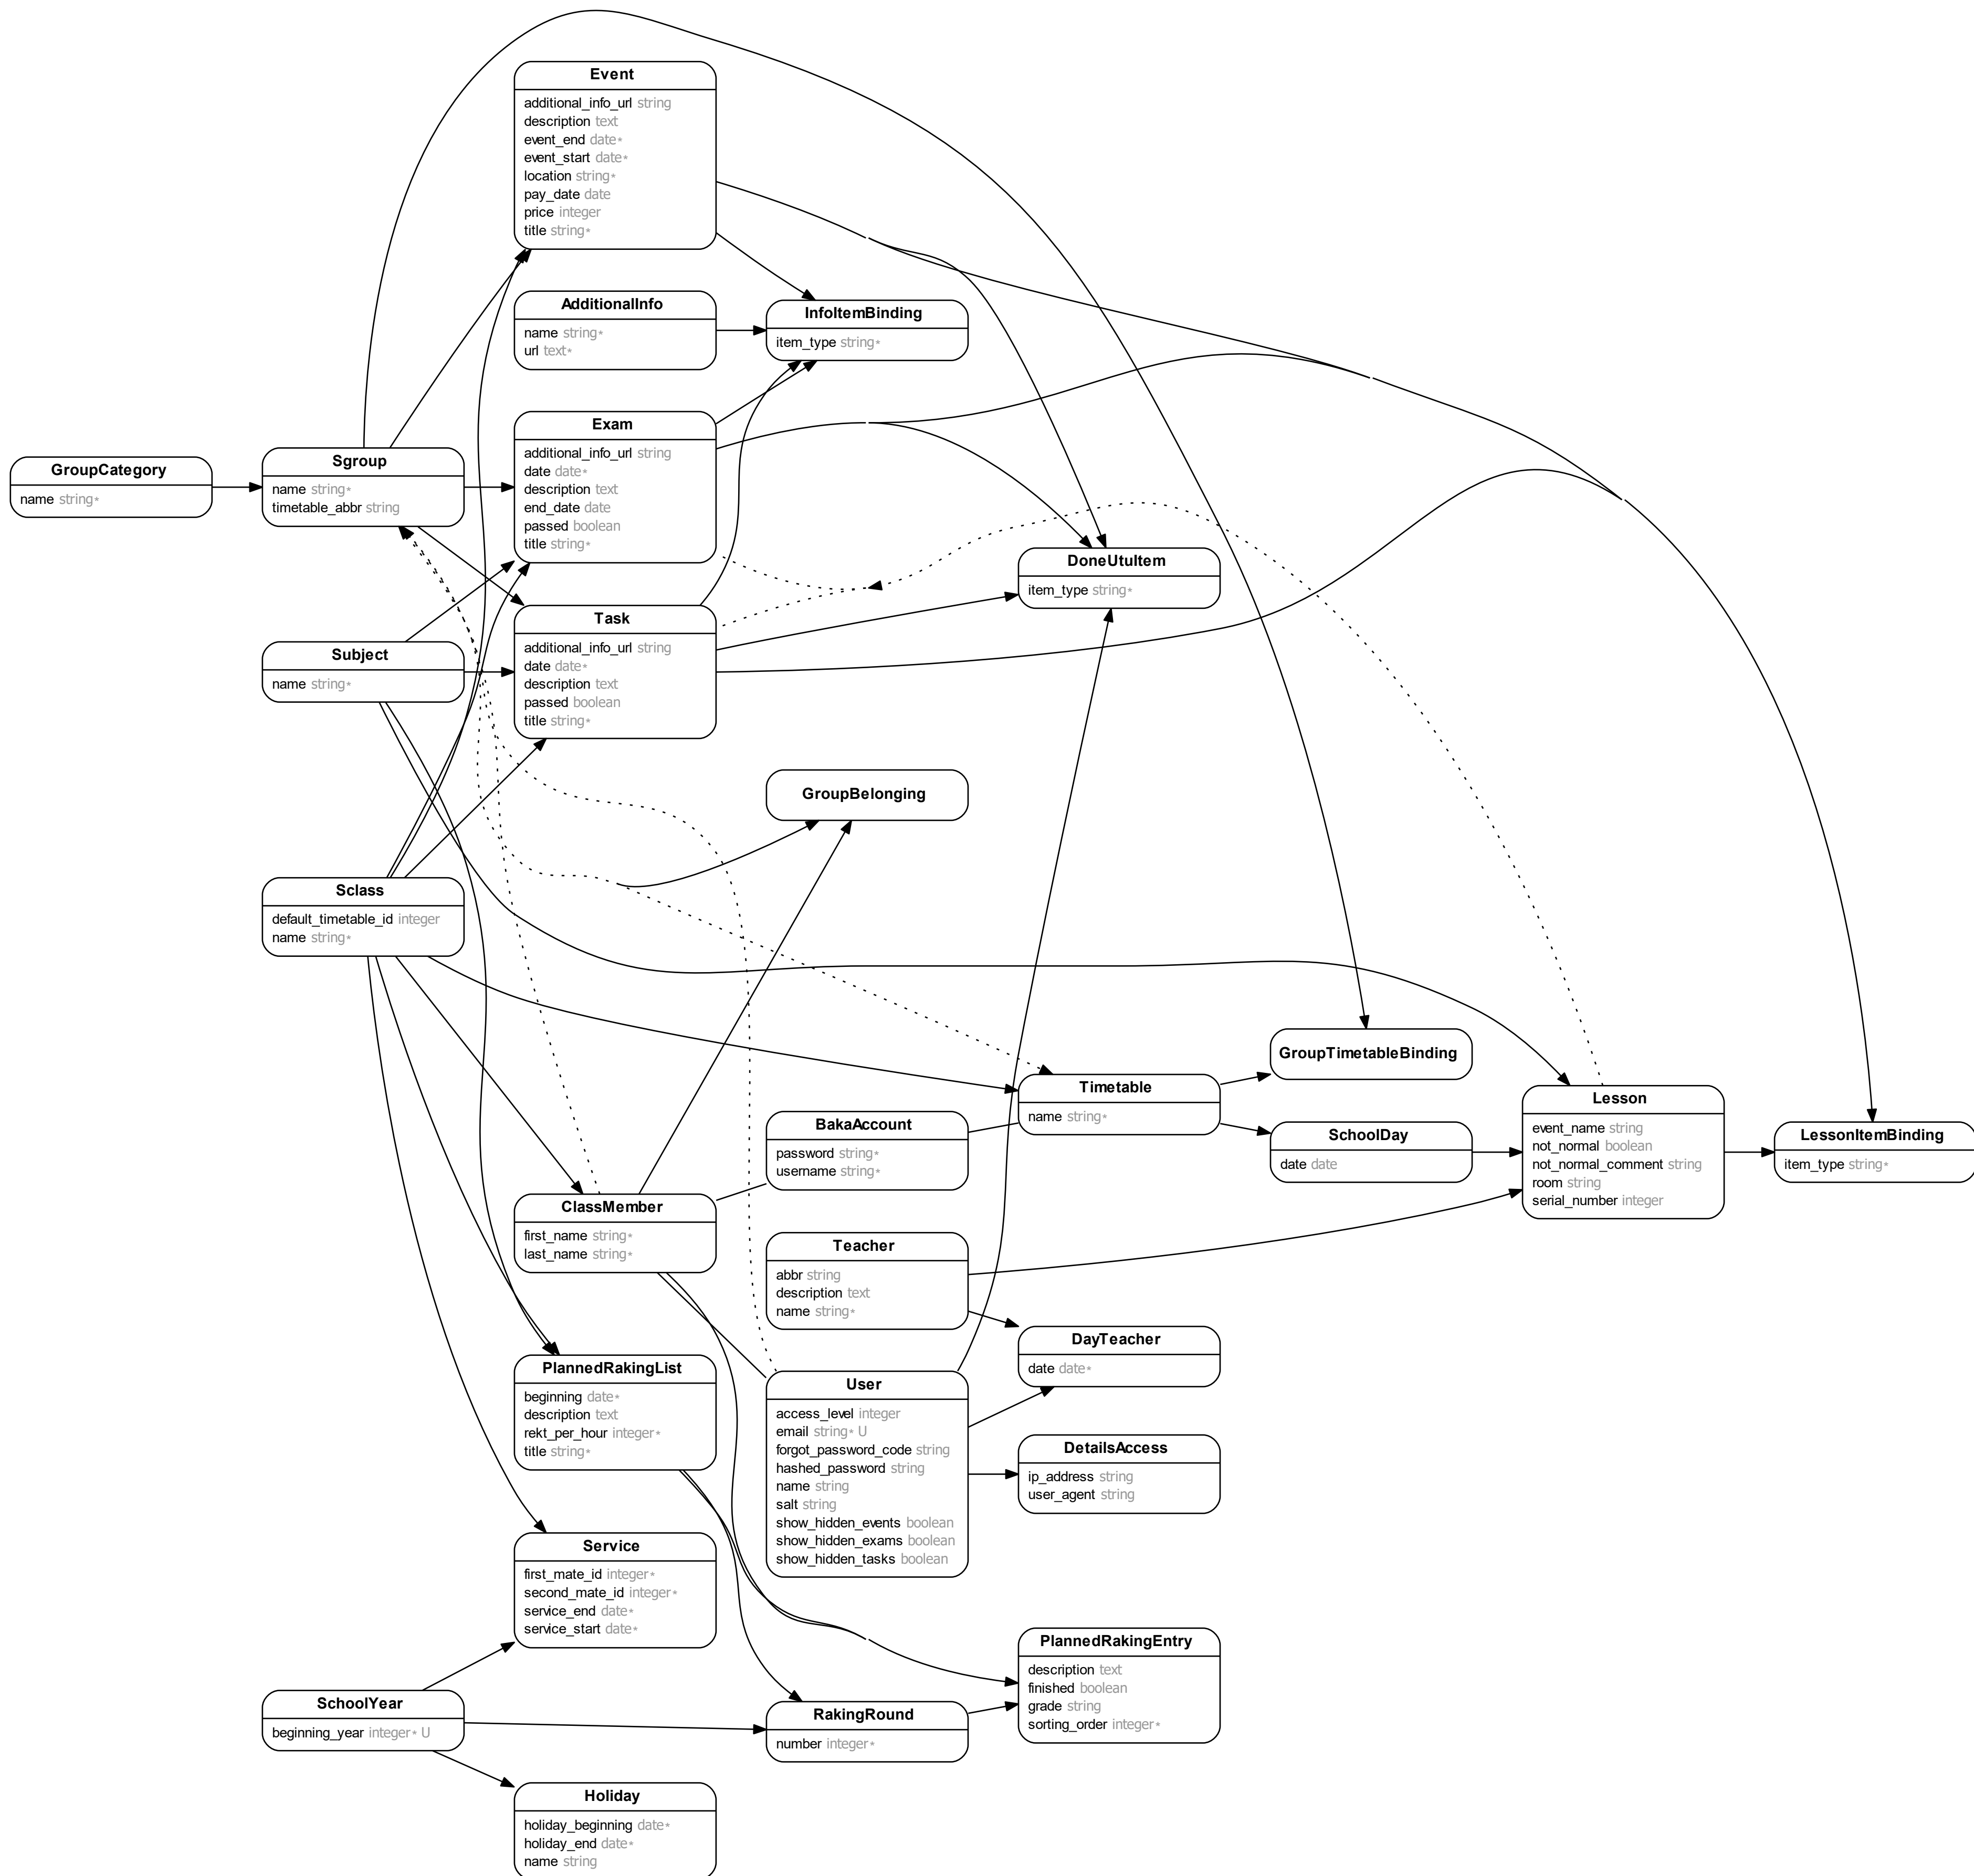 Event
additional_info_url string
description text
event_end date*
event_start date*
location string*
pay_date date
price integer
title string*
AdditionalInfo
name string*
url text*
InfoItemBinding
item_type string*
GroupCategory
name string*
Sgroup
name string*
timetable_abbr string
Exam
additional_info_url string
date date*
description text
end_date date
passed boolean
title string*
DoneUtuItem
item_type string*
Subject
name string*
Task
additional_info_url string
date date*
description text
passed boolean
title string*
GroupBelonging
Sclass
default_timetable_id integer
name string*
GroupTimetableBinding
Timetable
name string*
BakaAccount
password string*
username string*
SchoolDay
date date
Lesson
event_name string
not_normal boolean
not_normal_comment string
room string
serial_number integer
LessonItemBinding
item_type string*
ClassMember
first_name string*
last_name string*
Teacher
abbr string
description text
name string*
DayTeacher
date date*
PlannedRakingList
beginning date*
description text
rekt_per_hour integer*
title string*
User
access_level integer
email string* U
forgot_password_code string
hashed_password string
name string
salt string
show_hidden_events boolean
show_hidden_exams boolean
show_hidden_tasks boolean
DetailsAccess
ip_address string
user_agent string
Service
first_mate_id integer*
second_mate_id integer*
service_end date*
service_start date*
PlannedRakingEntry
description text
finished boolean
grade string
sorting_order integer*
SchoolYear
beginning_year integer* U
RakingRound
number integer*
Holiday
holiday_beginning date*
holiday_end date*
name string